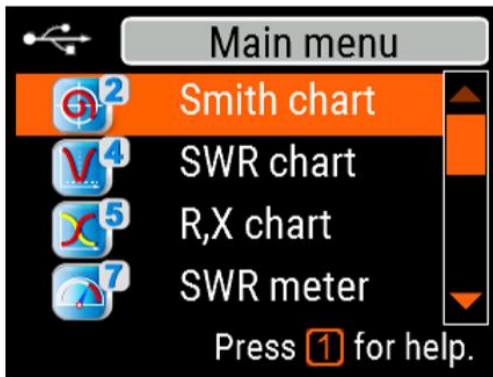 Main menu
2 Smith chart
4 SWR chart
5 R,X chart
7 SWR meter
Press 1 for help.